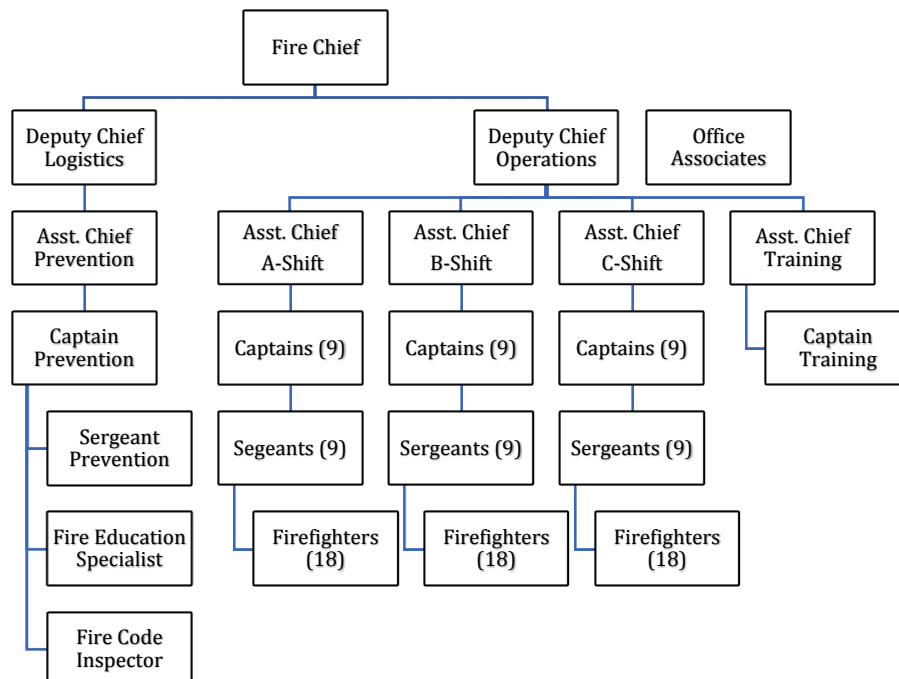 Fire Chief
Deputy Chief
Logistics
Deputy Chief
Operations
Office
Associates
Asst. Chief
Prevention
Asst. Chief
A-Shift
Asst. Chief
B-Shift
Asst. Chief
C-Shift
Asst. Chief
Training
Captain
Prevention
Captains (9)
Captains (9)
Captains (9)
Captain
Training
Sergeant
Prevention
Segeants (9)
Sergeants (9)
Sergeants (9)
Fire Education
Specialist
Firefighters
(18)
Firefighters
(18)
Firefighters
(18)
Fire Code
Inspector